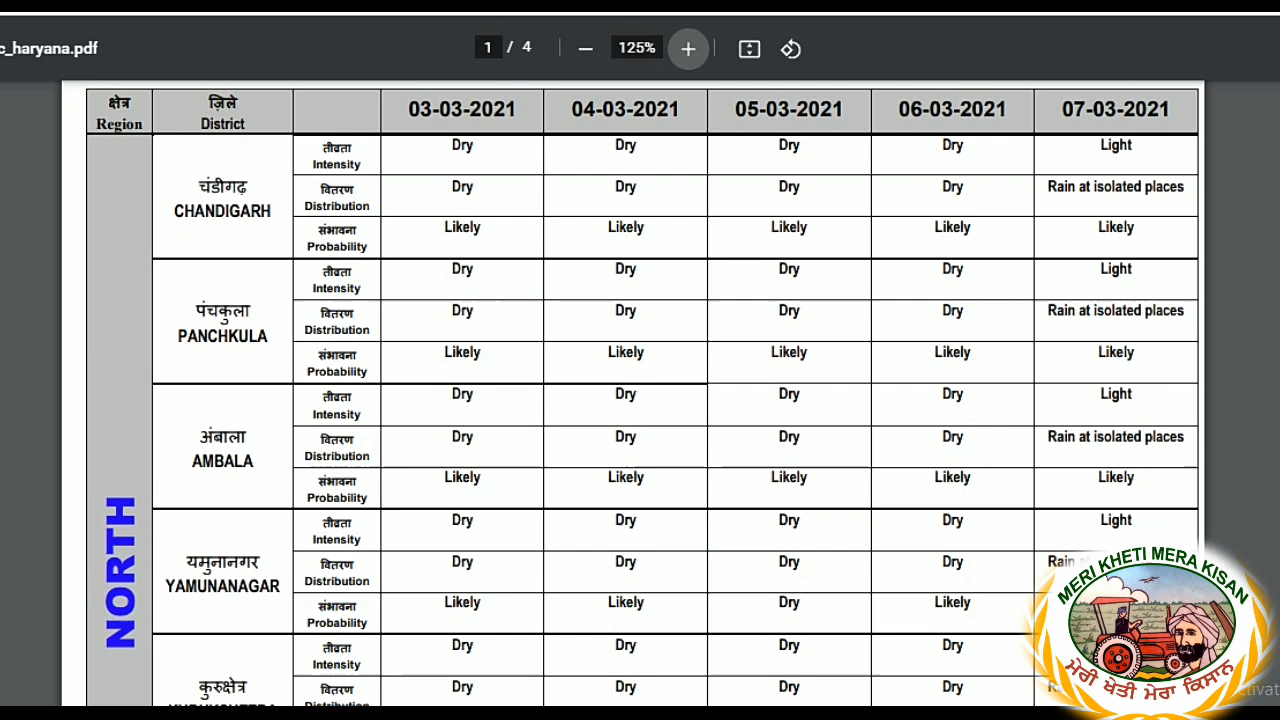 c_haryana.pdf
1 / 4
125%
क्षेत्र ज़िले 03-03-2021 04-03-2021 05-03-2021 06-03-2021 07-03-2021
Region District
तीव्रता Dry Dry Dry Dry Light
Intensity
चंडीगढ़ वितरण Dry Dry Dry Dry Rain at isolated places
CHANDIGARH Distribution
संभावना Likely Likely Likely Likely Likely
Probability
तीव्रता Dry Dry Dry Dry Light
Intensity
पंचकुला वितरण Dry Dry Dry Dry Rain at isolated places
PANCHKULA Distribution
संभावना Likely Likely Likely Likely Likely
Probability
तीव्रता Dry Dry Dry Dry Light
Intensity
अंबाला वितरण Dry Dry Dry Dry Rain at isolated places
AMBALA Distribution
संभावना Likely Likely Likely Likely Likely
Probability
NORTH
तीव्रता Dry Dry Dry Dry Light
Intensity
यमुनानगर वितरण Dry Dry Dry Dry Rain
YAMUNANAGAR Distribution
संभावना Likely Likely Dry Likely
Probability
तीव्रता Dry Dry Dry Dry
Intensity
कुरुक्षेत्र वितरण Dry Dry Dry Dry
MERI KHETI MERA KISAN
ਮੇਰੀ ਖੇਤੀ ਮੇਰਾ ਕਿਸਾਨ